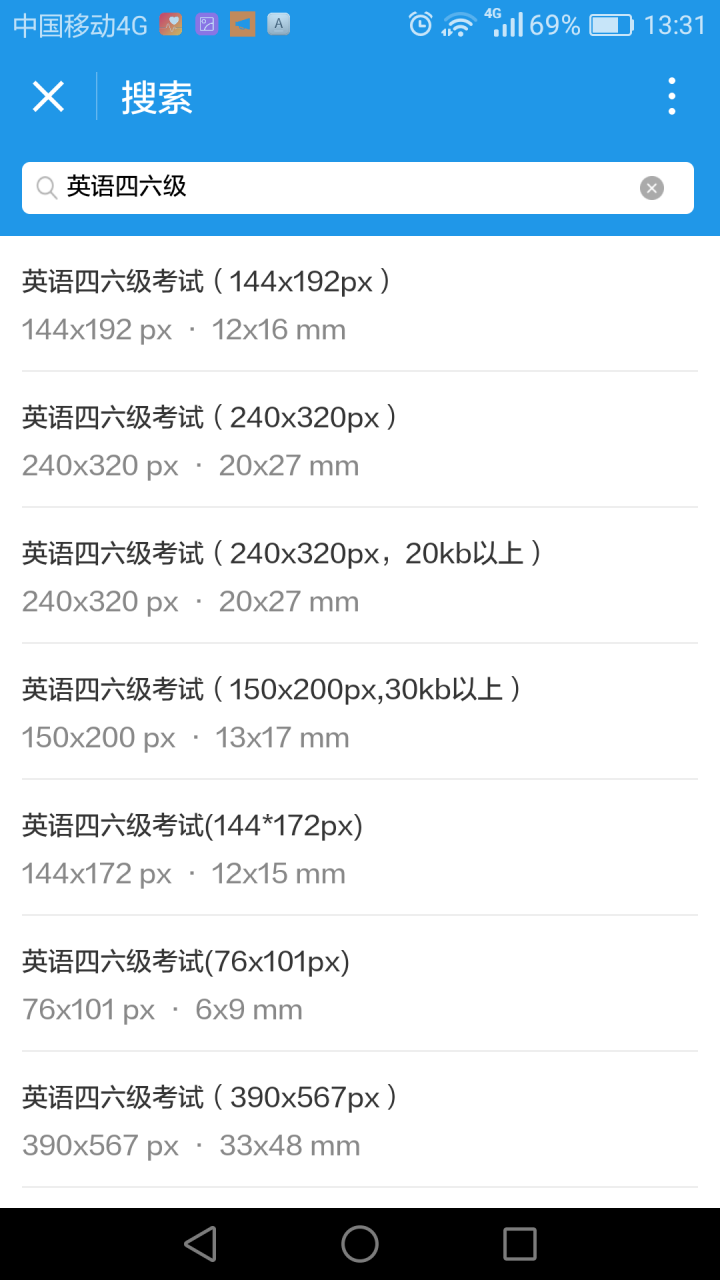 中国移动4G A 4G 69% 13:31
搜索
英语四六级
英语四六级考试（144x192px）
144x192 px · 12x16 mm
英语四六级考试（240x320px）
240x320 px · 20x27 mm
英语四六级考试（240x320px，20kb以上）
240x320 px · 20x27 mm
英语四六级考试（150x200px,30kb以上）
150x200 px · 13x17 mm
英语四六级考试(144*172px)
144x172 px · 12x15 mm
英语四六级考试(76x101px)
76x101 px · 6x9 mm
英语四六级考试（390x567px）
390x567 px · 33x48 mm